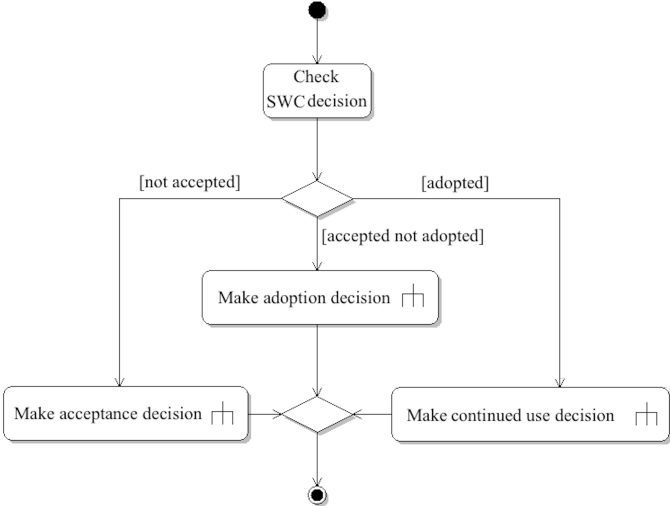 Check
SWC decision
[not accepted]
[adopted]
[accepted not adopted]
Make adoption decision
Make acceptance decision
Make continued use decision